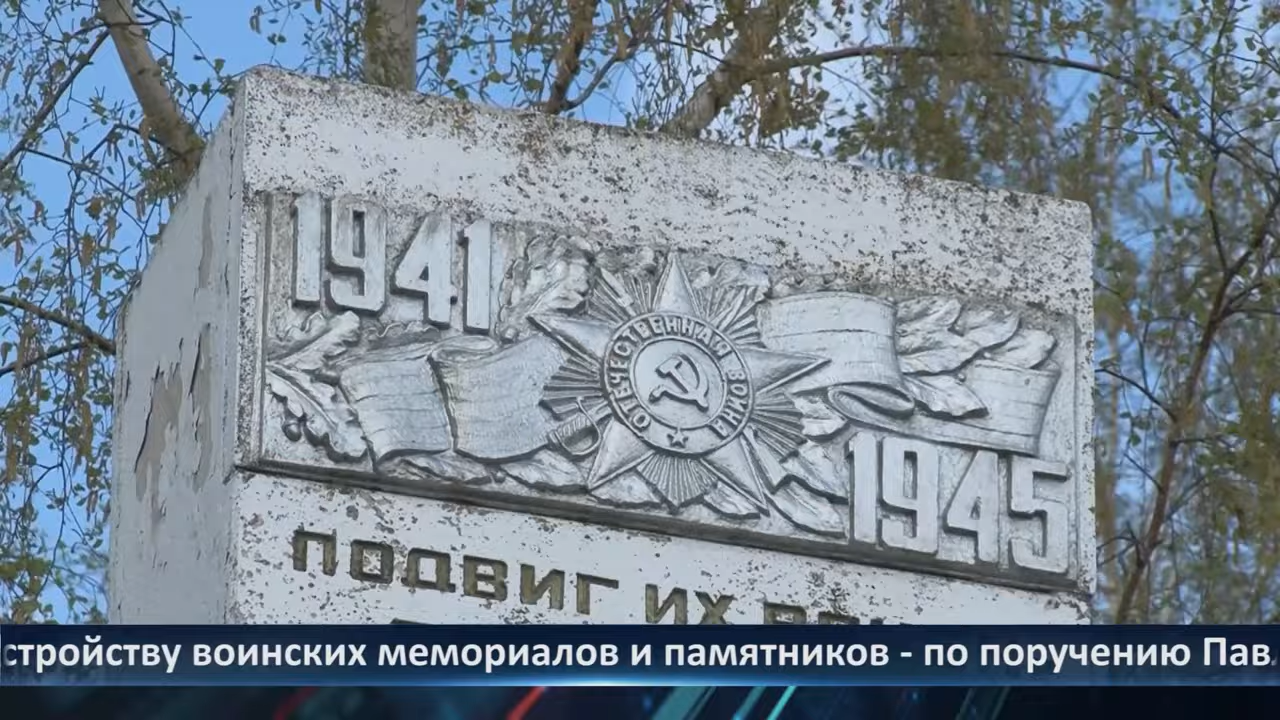 1941
ОТЕЧЕСТВЕННАЯ ВОЙНА
1945
ПОДВИГ ИХ
стройству воинских мемориалов и памятников - по поручению Пав